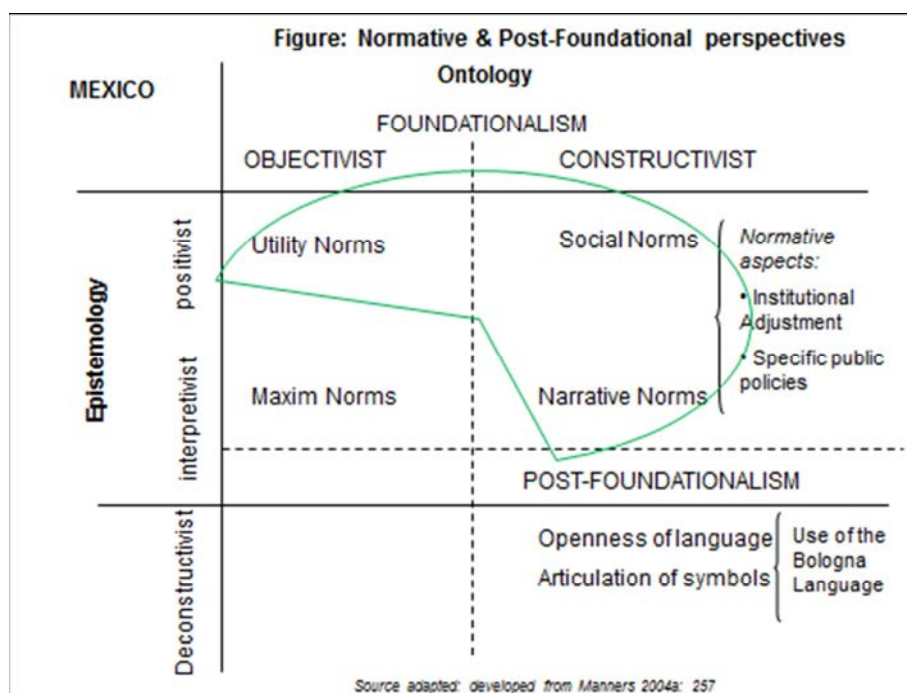 Figure: Normative & Post-Foundational perspectives
Ontology
MEXICO
FOUNDATIONALISM
OBJECTIVIST
CONSTRUCTIVIST
Epistemology
positivist
interpretivist
Deconstructivist
Utility Norms
Social Norms
Maxim Norms
Narrative Norms
Normative
aspects:
• Institutional
Adjustment
• Specific public
policies
POST-FOUNDATIONALISM
Openness of language
Articulation of symbols
Use of the
Bologna
Language
Source adapted: developed from Manners 2004a: 257